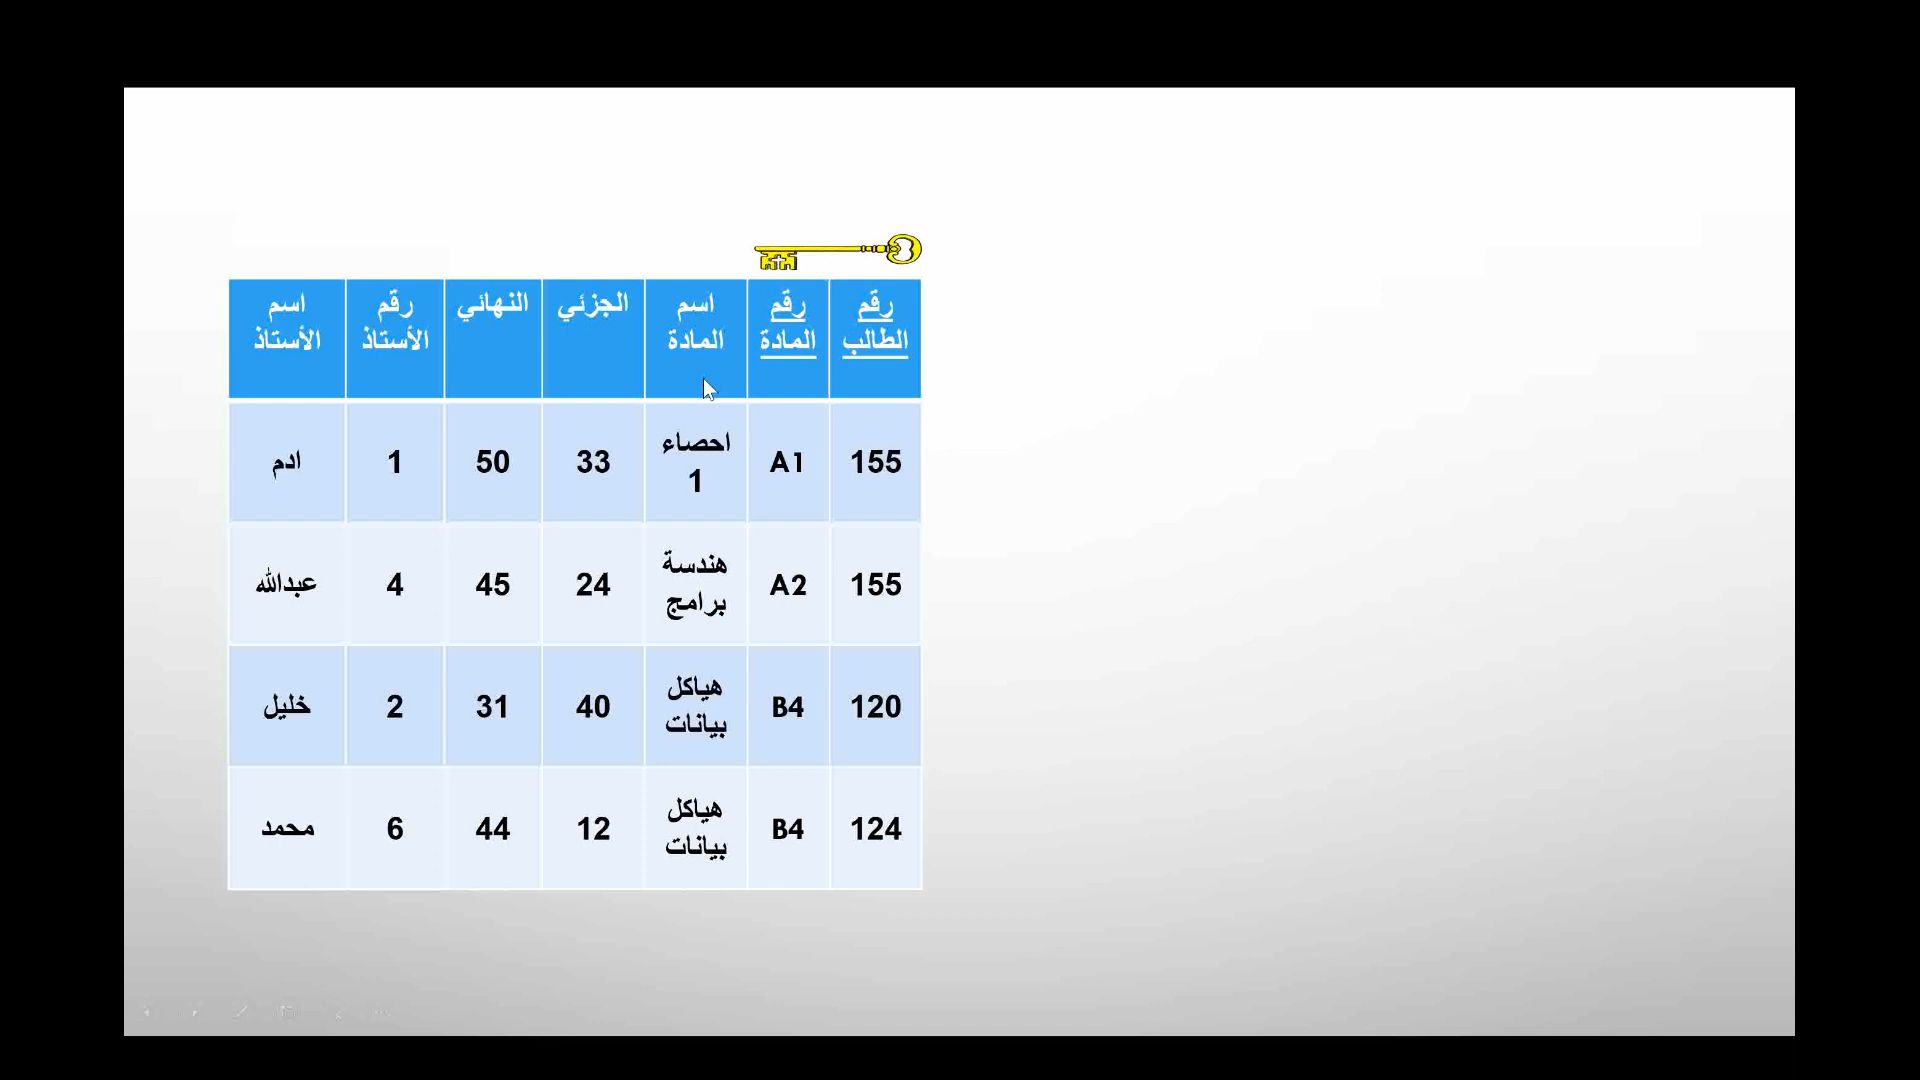 رقم الطالب
رقم المادة
اسم المادة
الجزئي
النهائي
رقم الأستاذ
اسم الأستاذ
155
A1
احصاء 1
33
50
1
ادم
155
A2
هندسة برامج
24
45
4
عبدالله
120
B4
هياكل بيانات
40
31
2
خليل
124
B4
هياكل بيانات
12
44
6
محمد